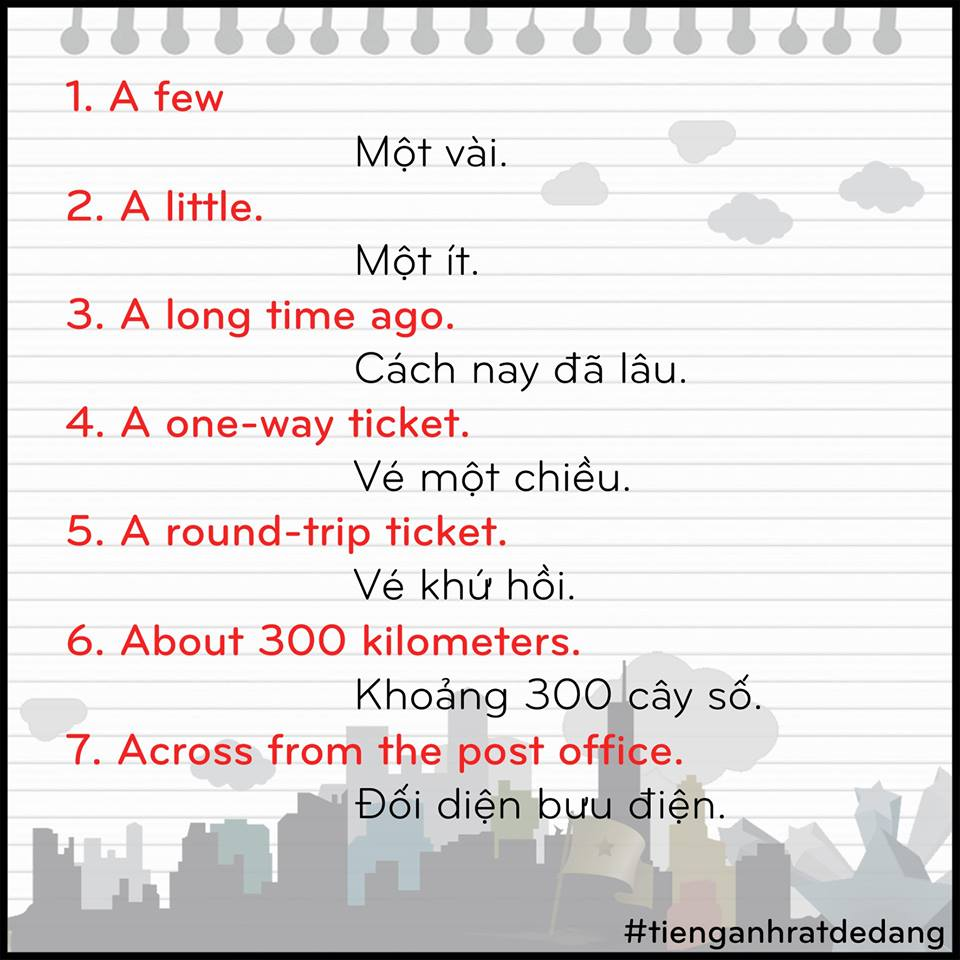 1. A few
Một vài.
2. A little.
Một ít.
3. A long time ago.
Cách nay đã lâu.
4. A one-way ticket.
Vé một chiều.
5. A round-trip ticket.
Vé khứ hồi.
6. About 300 kilometers.
Khoảng 300 cây số.
7. Across from the post office.
Đối diện bưu điện.
#tienganhratdedang